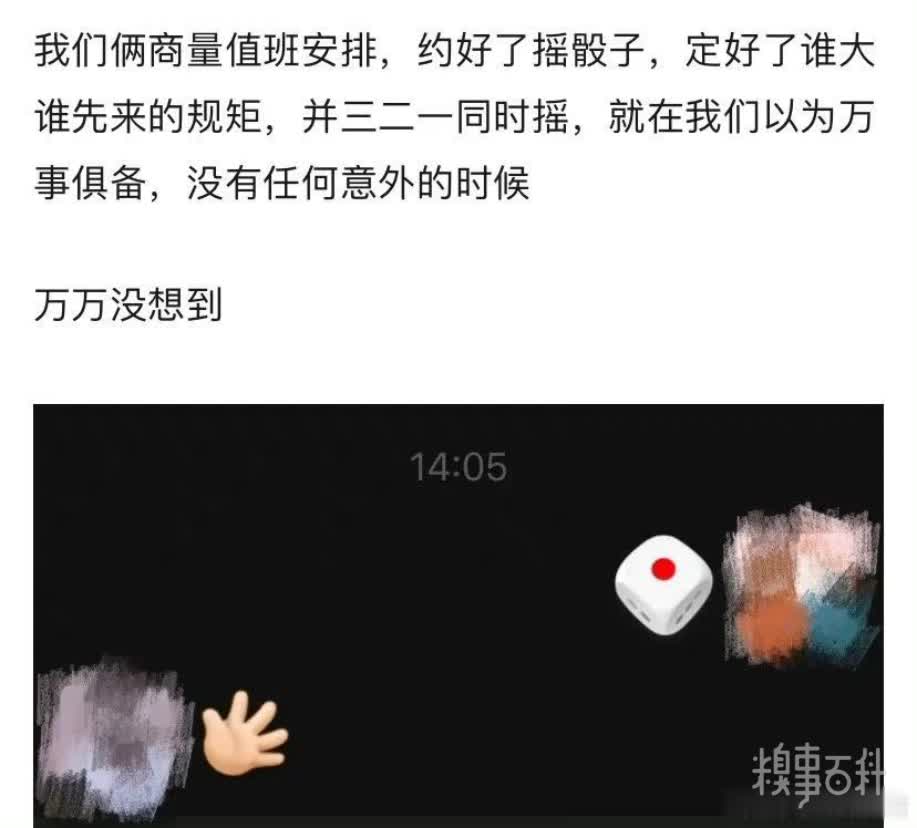 我们俩商量值班安排，约好了摇骰子，定好了谁大
谁先来的规矩，并三二一同时摇，就在我们以为万
事俱备，没有任何意外的时候
万万没想到
14:05
糗事百科